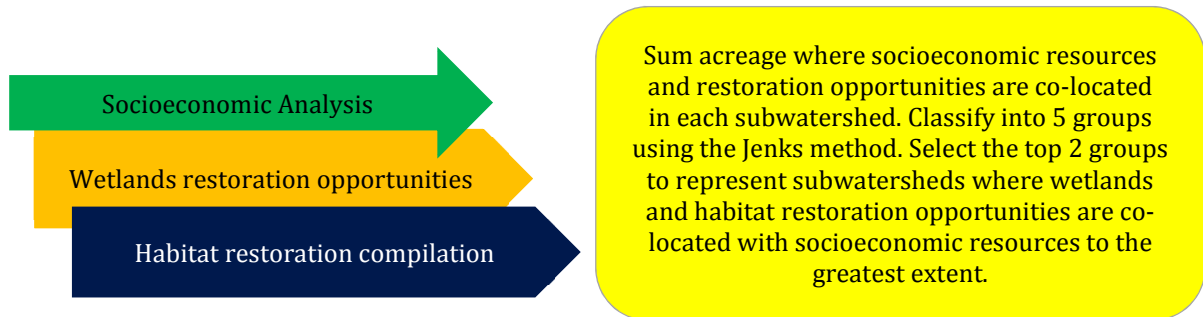 Socioeconomic Analysis
Wetlands restoration opportunities
Habitat restoration compilation
Sum acreage where socioeconomic resources
and restoration opportunities are co-located
in each subwatershed. Classify into 5 groups
using the Jenks method. Select the top 2 groups
to represent subwatersheds where wetlands
and habitat restoration opportunities are co-
located with socioeconomic resources to the
greatest extent.